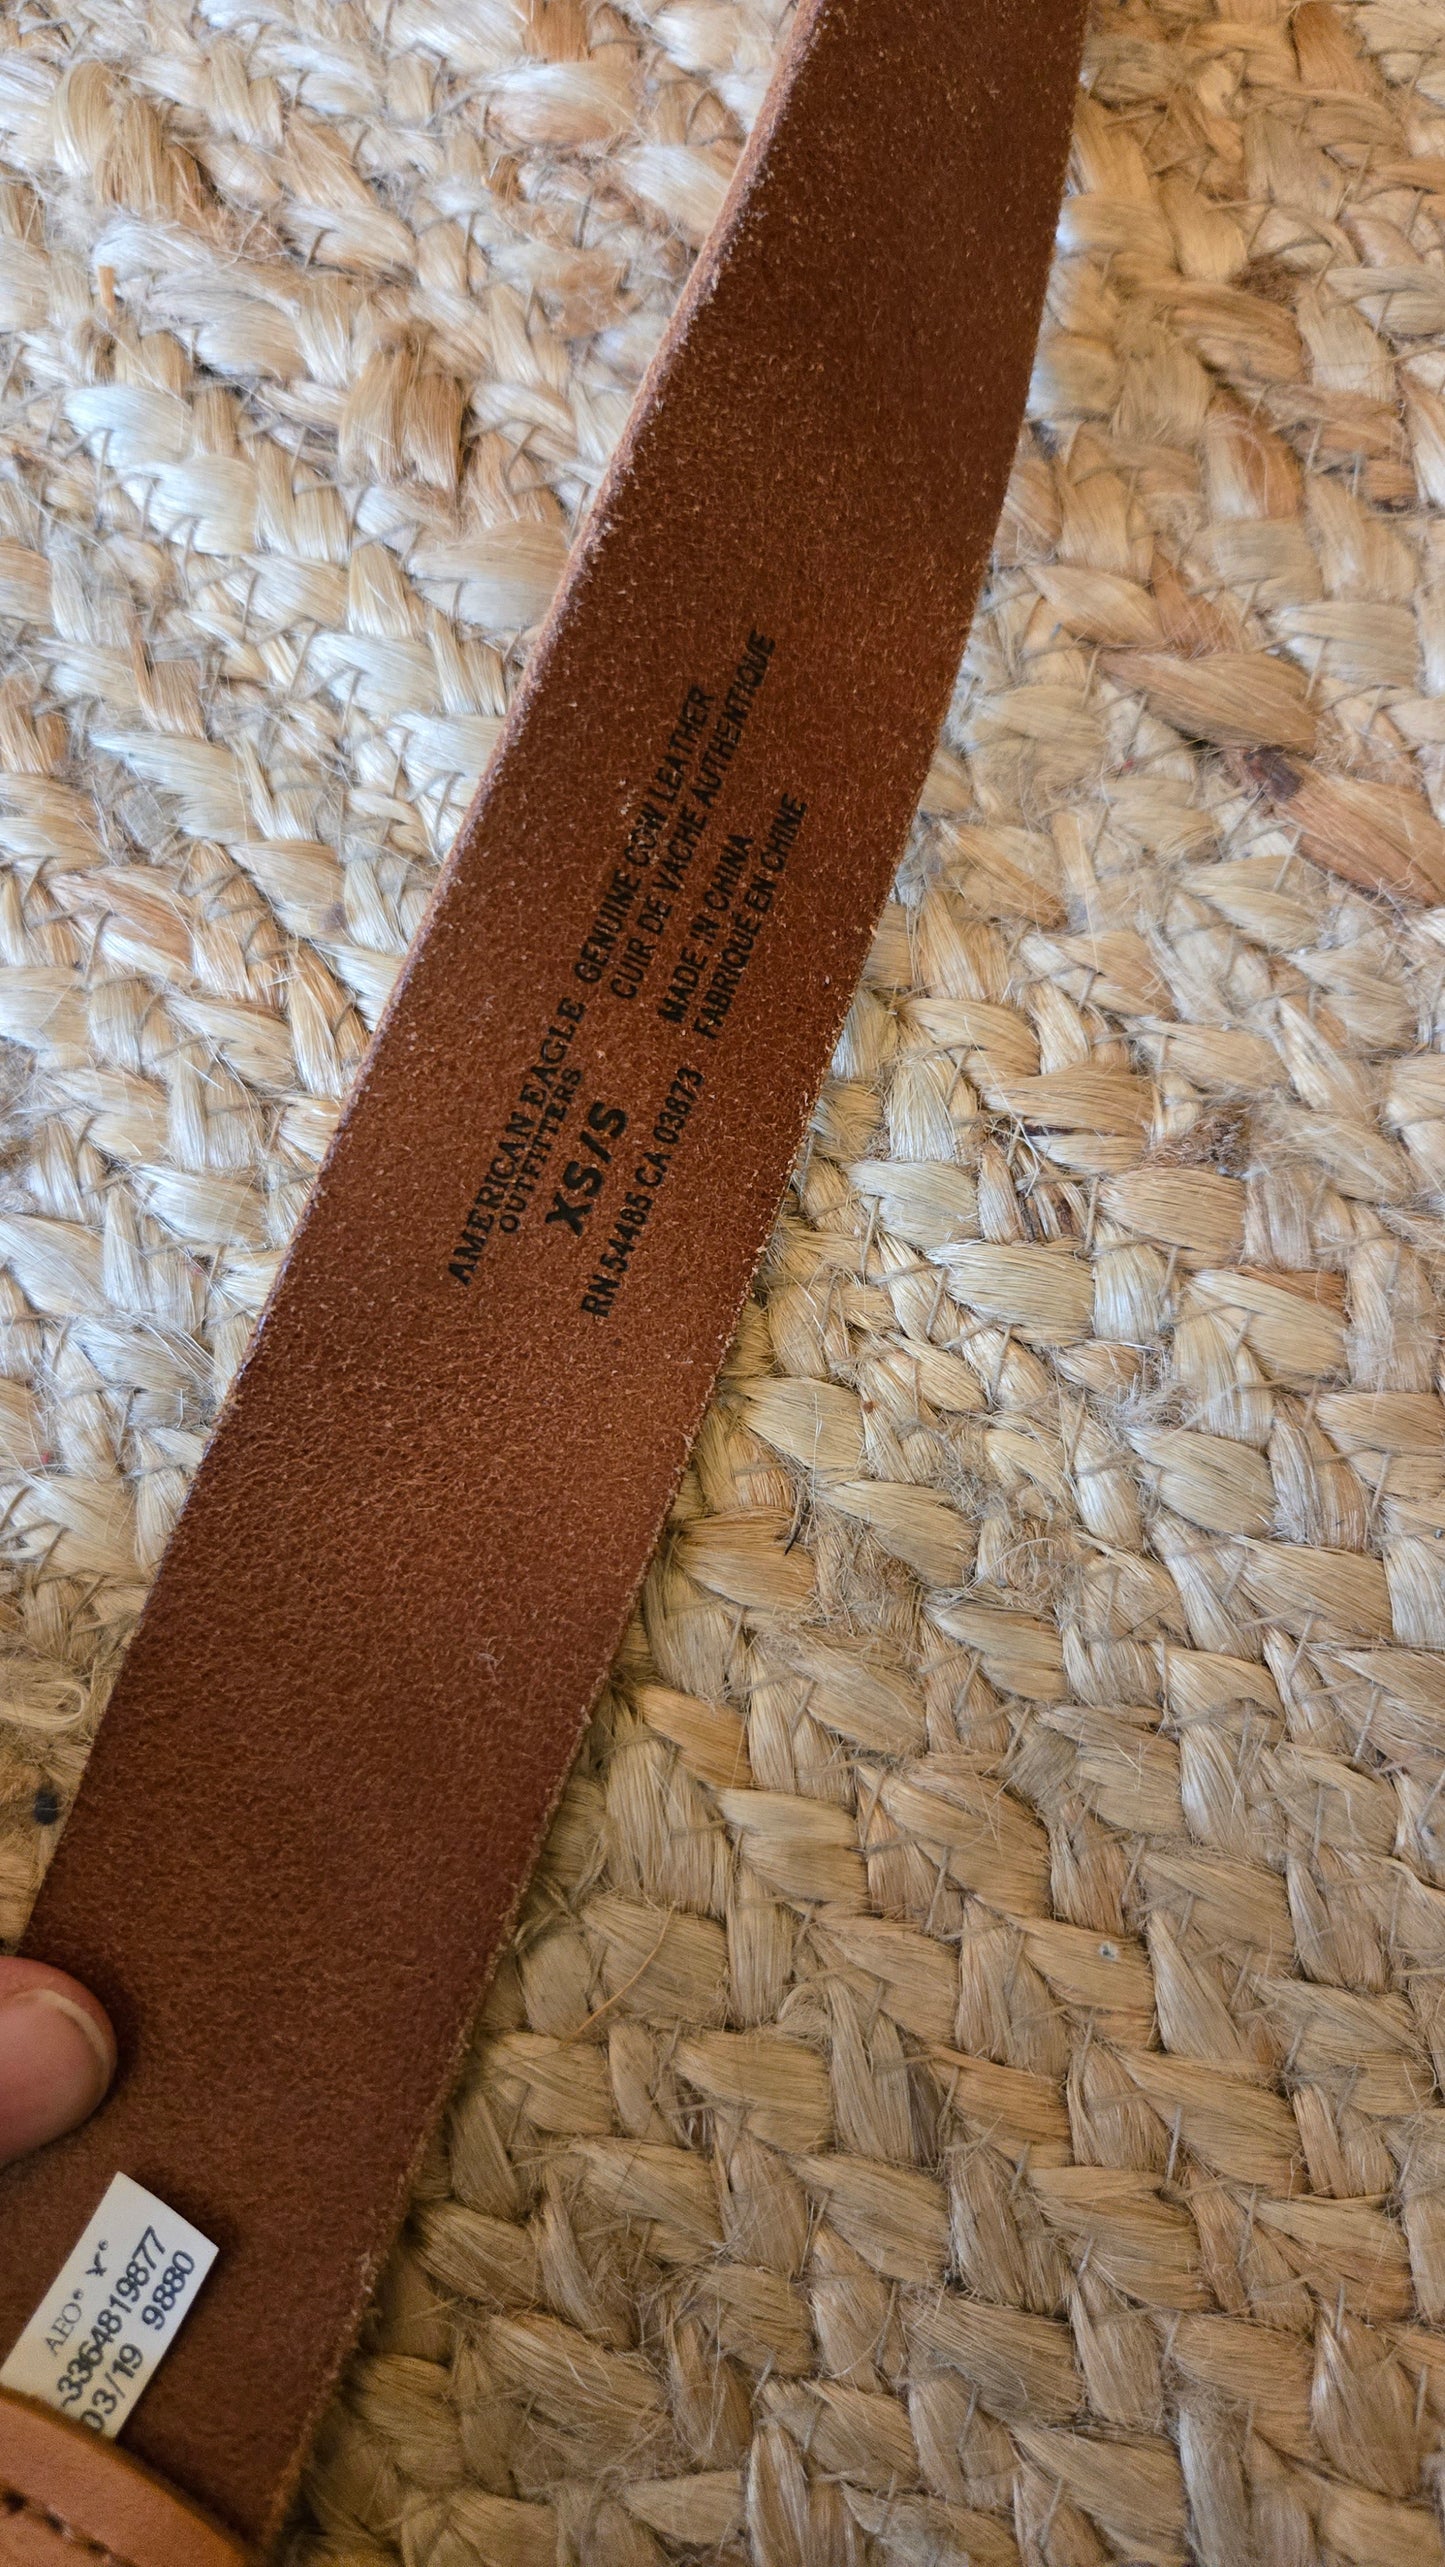 AMERICAN EAGLE
OUTFITTERS
XS/S
RN 54485 CA 03873
GENUINE COW LEATHER
CUIR DE VACHE AUTHENTIQUE
MADE IN CHINA
FABRIQUÉ EN CHINE
AEO®
-3364819877
03/19 9880